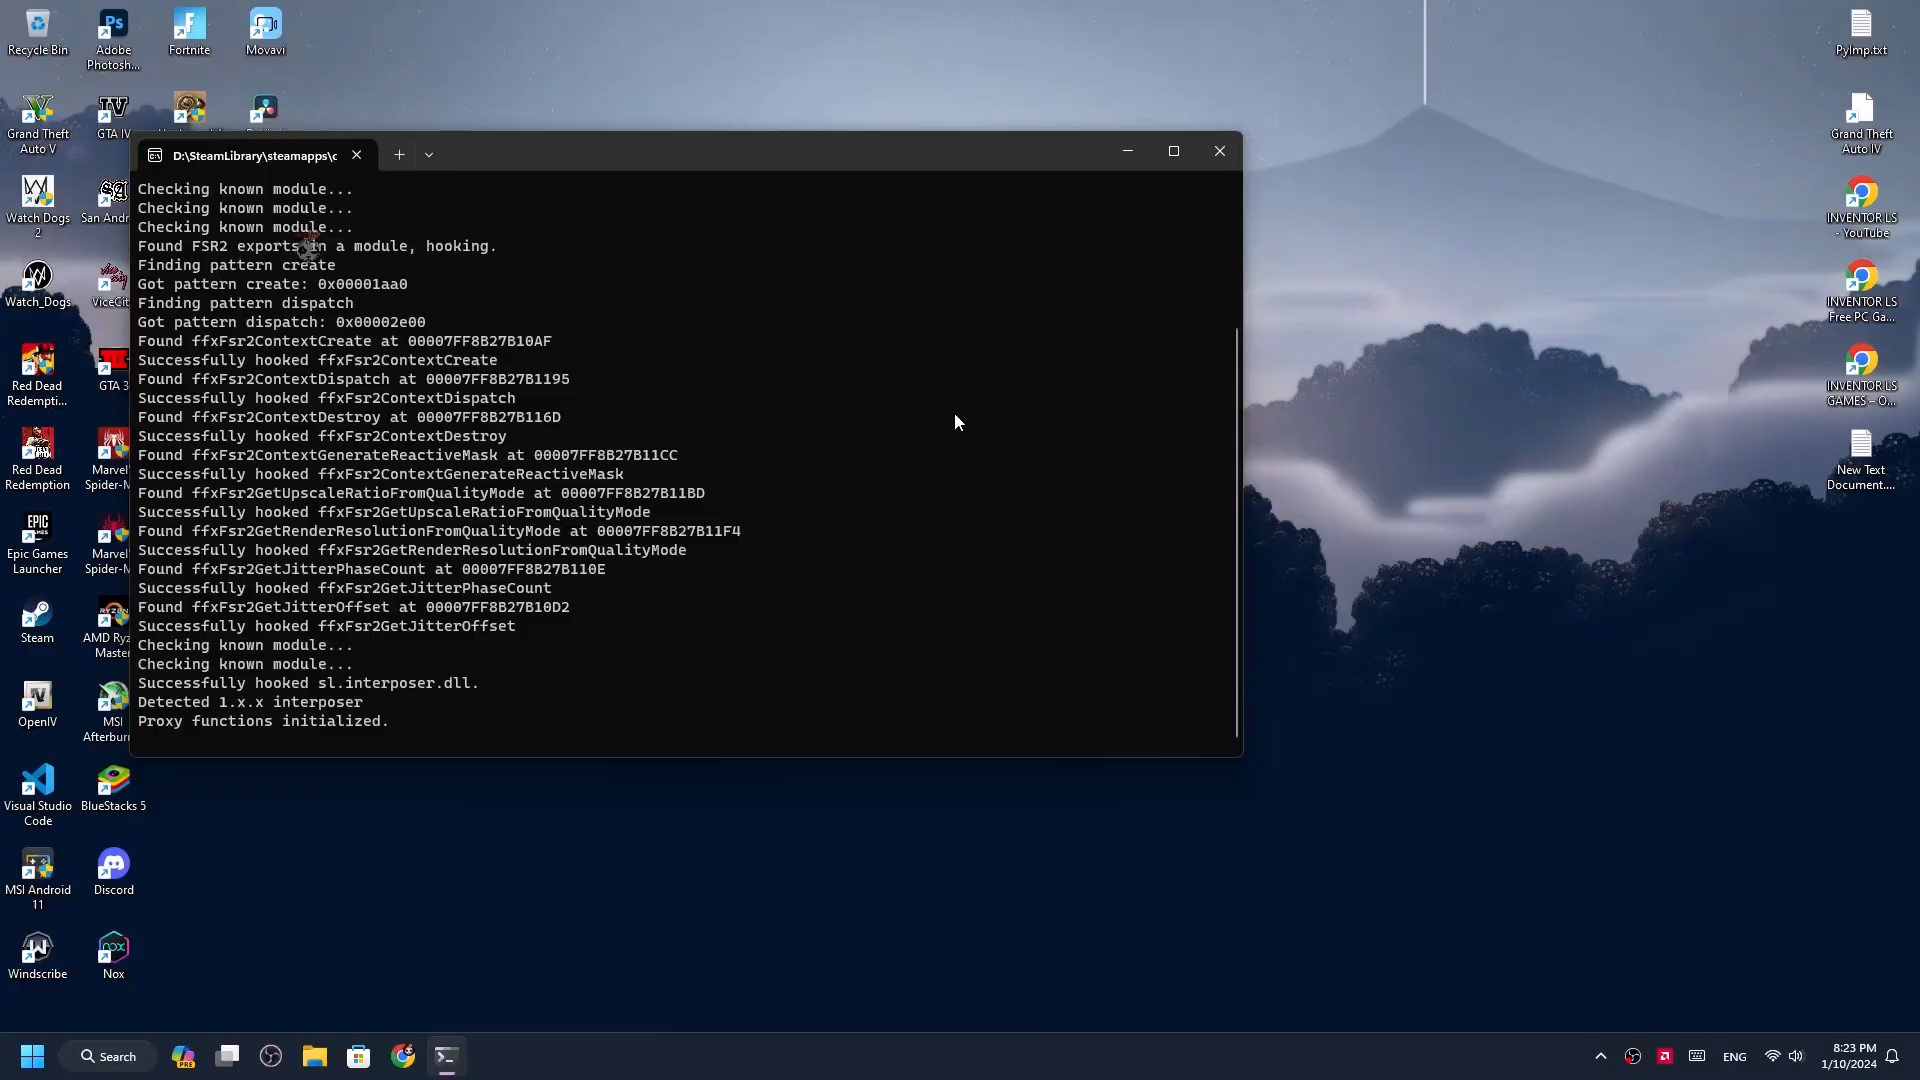 Recycle Bin
Adobe
Photosh...
Fortnite
Movavi
Grand Theft
Auto V
GTA IV
Watch Dogs
2
San Andr
Watch_Dogs
ViceCit
Red Dead
Redempti...
GTA 3
Red Dead
Redemption
Marvel'
Spider-M
EPIC
GAMES
Epic Games
Launcher
Marvel'
Spider-M
Steam
RYZEN
AMD Ryz
Master
OpenIV
MSI
Afterburn
Visual Studio
Code
BlueStacks 5
MSI Android
11
Discord
Windscribe
Nox
D:\SteamLibrary\steamapps\c
Checking known module...
Checking known module...
Checking known module...
Found FSR2 exports in a module, hooking.
Finding pattern create
Got pattern create: 0x00001aa0
Finding pattern dispatch
Got pattern dispatch: 0x00002e00
Found ffxFsr2ContextCreate at 00007FF8B27B10AF
Successfully hooked ffxFsr2ContextCreate
Found ffxFsr2ContextDispatch at 00007FF8B27B1195
Successfully hooked ffxFsr2ContextDispatch
Found ffxFsr2ContextDestroy at 00007FF8B27B116D
Successfully hooked ffxFsr2ContextDestroy
Found ffxFsr2ContextGenerateReactiveMask at 00007FF8B27B11CC
Successfully hooked ffxFsr2ContextGenerateReactiveMask
Found ffxFsr2GetUpscaleRatioFromQualityMode at 00007FF8B27B11BD
Successfully hooked ffxFsr2GetUpscaleRatioFromQualityMode
Found ffxFsr2GetRenderResolutionFromQualityMode at 00007FF8B27B11F4
Successfully hooked ffxFsr2GetRenderResolutionFromQualityMode
Found ffxFsr2GetJitterPhaseCount at 00007FF8B27B110E
Successfully hooked ffxFsr2GetJitterPhaseCount
Found ffxFsr2GetJitterOffset at 00007FF8B27B10D2
Successfully hooked ffxFsr2GetJitterOffset
Checking known module...
Checking known module...
Successfully hooked sl.interposer.dll.
Detected 1.x.x interposer
Proxy functions initialized.
PyImp.txt
Grand Theft
Auto IV
INVENTOR LS
- YouTube
INVENTOR LS
Free PC Ga...
INVENTOR LS
GAMES – O...
New Text
Document....
Search
PRE
ENG
8:23 PM
1/10/2024